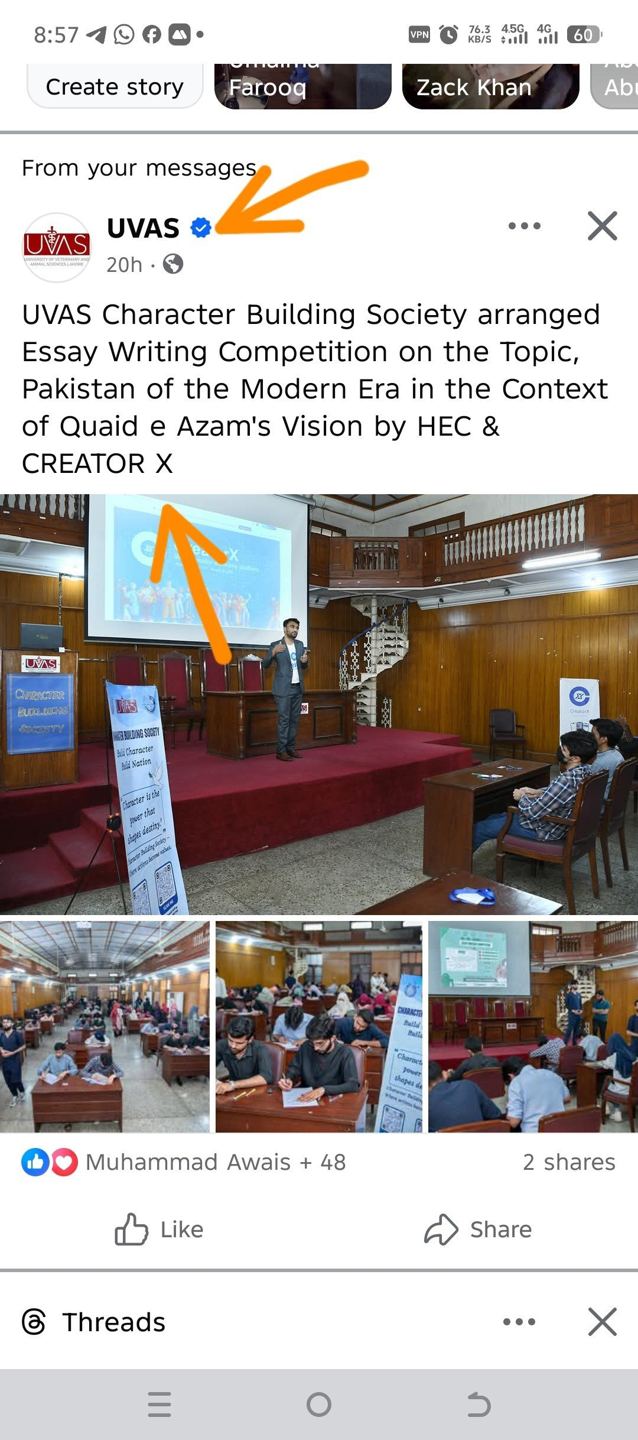 8:57
VPN
76.3
KB/S
4.5G
4G
60
Create story
Farooq
Zack Khan
Abu
From your messages
UVAS
20h ·
UVAS
UVAS Character Building Society arranged
Essay Writing Competition on the Topic,
Pakistan of the Modern Era in the Context
of Quaid e Azam's Vision by HEC &
CREATOR X
UVAS
CHARACTER
BUILDING
SOCIETY
UVAS
BUILDING SOCIETY
Build Character
Build Nation
"Character is the
power that
shapes destiny."
Muhammad Awais + 48
2 shares
Like
Share
Threads